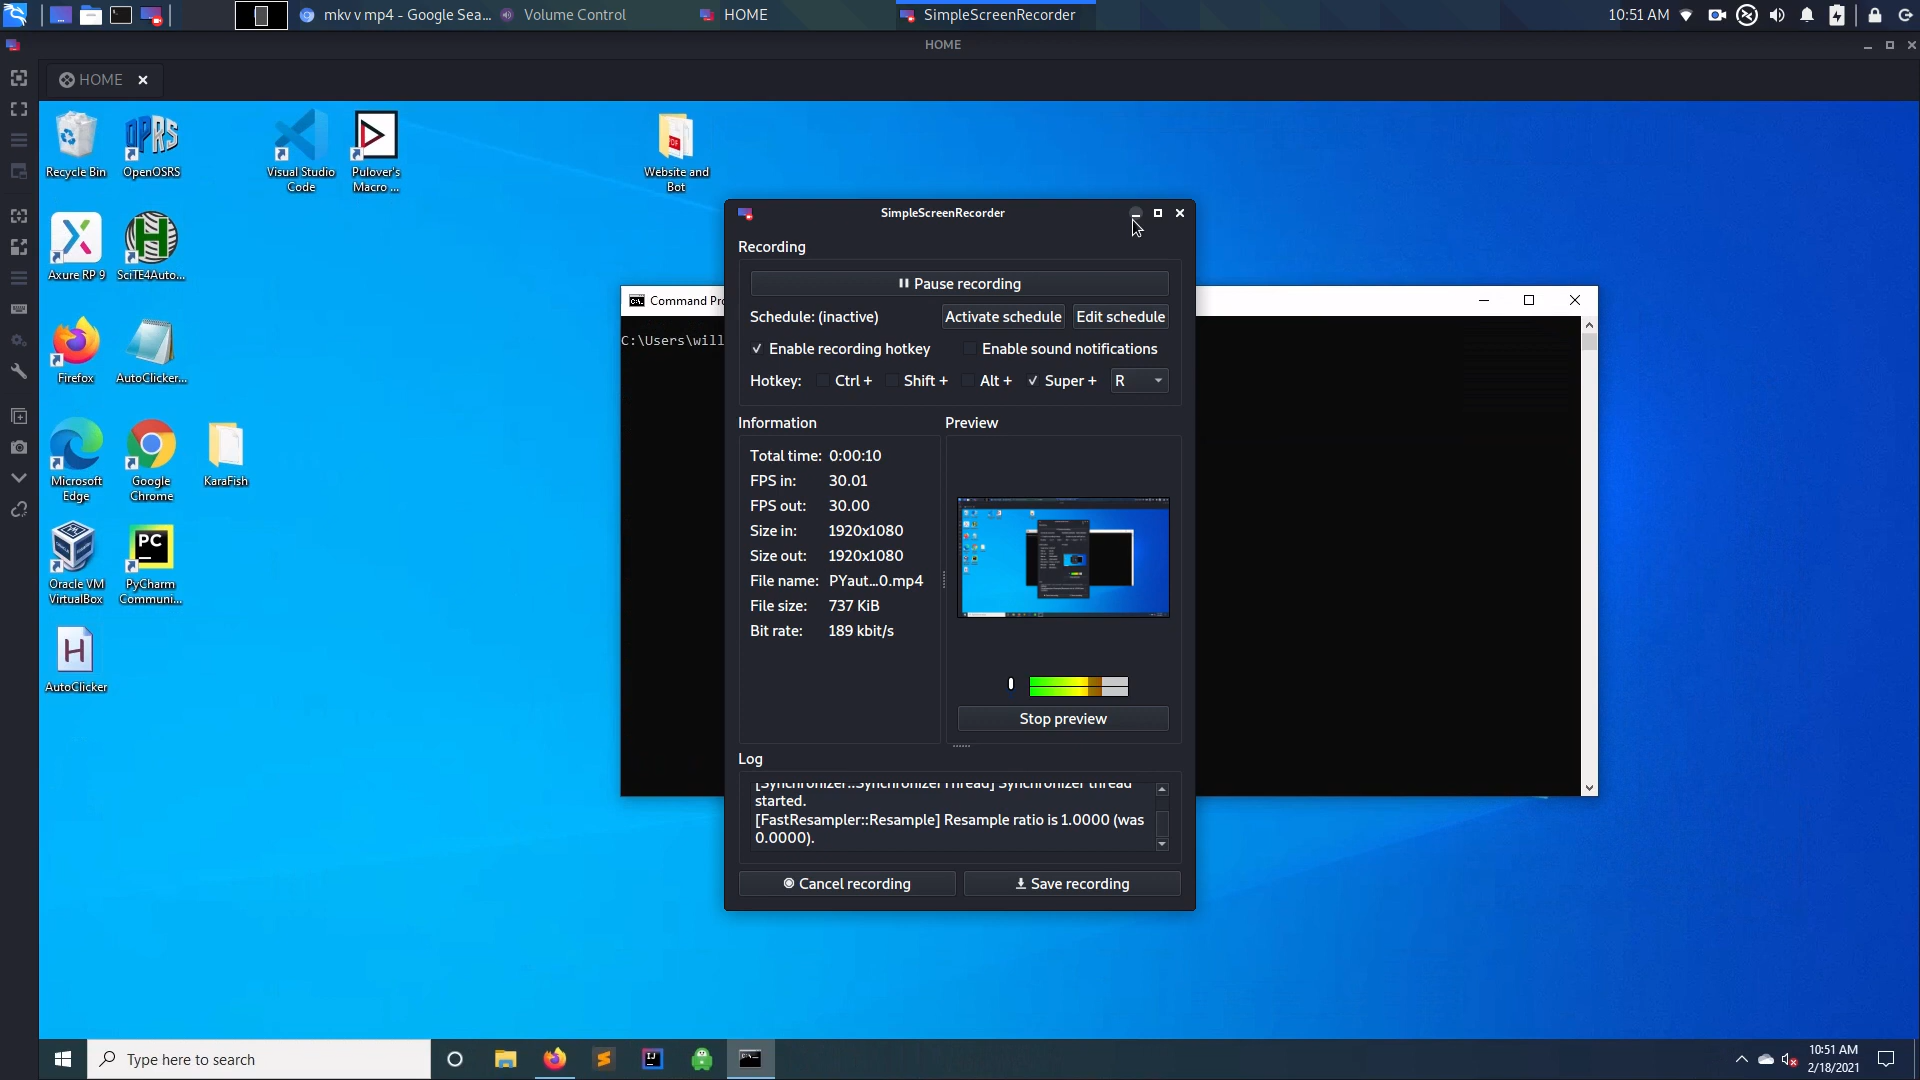 mkv v mp4 - Google Sea...
Volume Control
HOME
SimpleScreenRecorder
10:51 AM
HOME
HOME
Recycle Bin
OpenOSRS
Visual Studio
Code
Pulover's
Macro ...
Website and
Bot
Axure RP 9
SciTE4Auto...
Firefox
AutoClicker...
Microsoft
Edge
Google
Chrome
KaraFish
Oracle VM
VirtualBox
PyCharm
Communi...
AutoClicker
Command Pro
C:\Users\will
SimpleScreenRecorder
Recording
Pause recording
Schedule: (inactive)
Activate schedule
Edit schedule
Enable recording hotkey
Enable sound notifications
Hotkey: Ctrl + Shift + Alt + Super + R
Information
Preview
Total time: 0:00:10
FPS in: 30.01
FPS out: 30.00
Size in: 1920x1080
Size out: 1920x1080
File name: PYaut...0.mp4
File size: 737 KiB
Bit rate: 189 kbit/s
Stop preview
Log
[Synchronizer::SynchronizerThread] Synchronizer thread
started.
[FastResampler::Resample] Resample ratio is 1.0000 (was
0.0000).
Cancel recording
Save recording
Type here to search
10:51 AM
2/18/2021